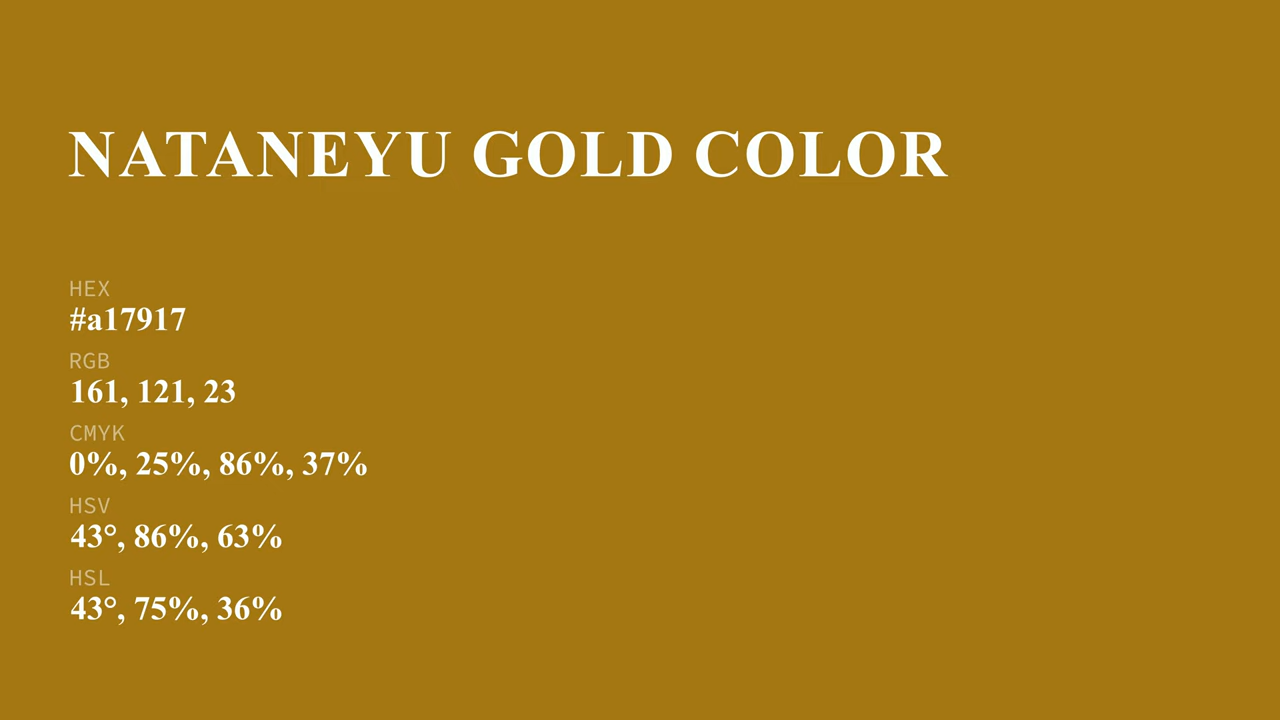 NATANEYU GOLD COLOR
HEX
#a17917
RGB
161, 121, 23
CMYK
0%, 25%, 86%, 37%
HSV
43°, 86%, 63%
HSL
43°, 75%, 36%